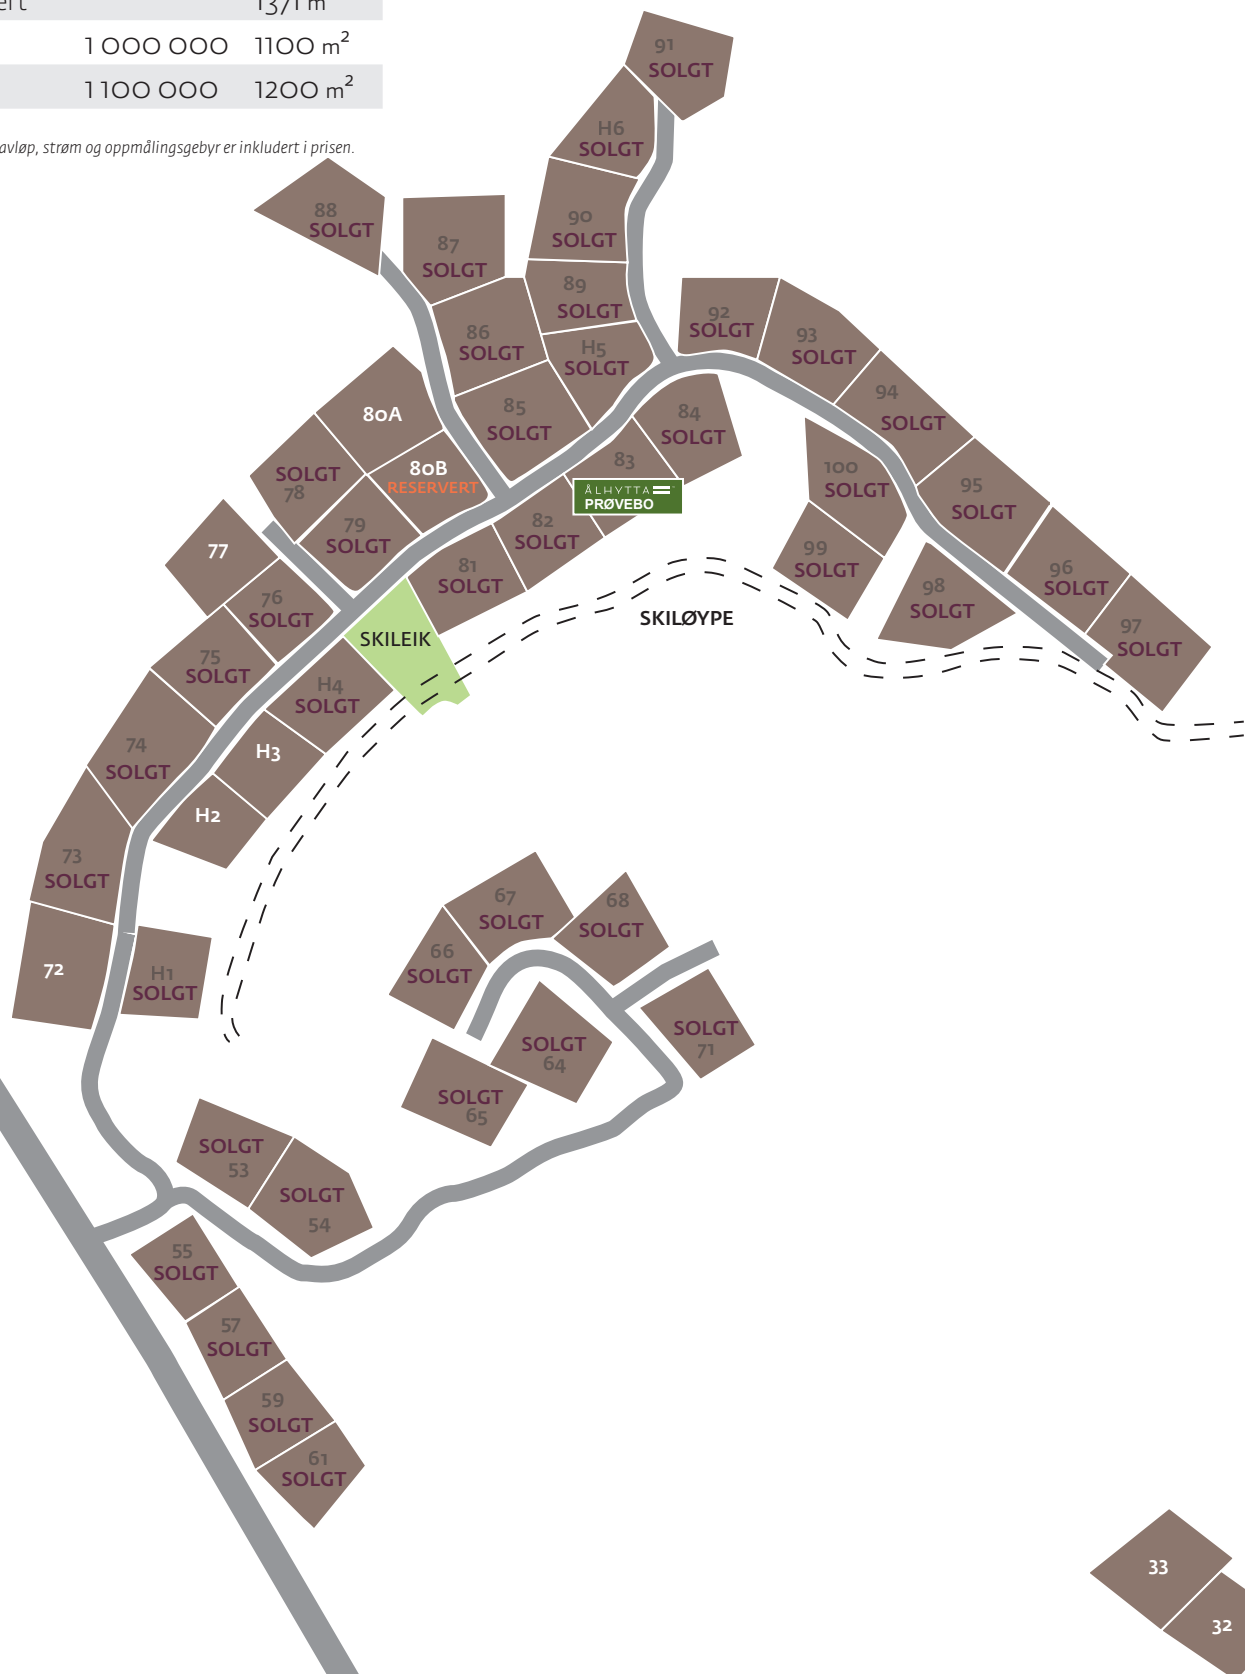 1371 m
1 000 000 1100 m²
1 100 000 1200 m²
avløp, strøm og oppmålingsgebyr er inkludert i prisen.
91
SOLGT
H6
SOLGT
88
SOLGT
87
SOLGT
90
SOLGT
89
SOLGT
92
SOLGT
93
SOLGT
86
SOLGT
H5
SOLGT
94
SOLGT
80A
85
SOLGT
84
SOLGT
83
ÅLHYTTA
PRØVEBO
80B
RESERVERT
SOLGT
78
100
SOLGT
95
SOLGT
79
SOLGT
82
SOLGT
77
81
SOLGT
99
SOLGT
96
SOLGT
98
SOLGT
76
SOLGT
SKILØYPE
97
SOLGT
SKILEIK
75
SOLGT
H4
SOLGT
74
SOLGT
H3
H2
73
SOLGT
67
SOLGT
68
SOLGT
66
SOLGT
72
H1
SOLGT
SOLGT
71
SOLGT
64
SOLGT
65
SOLGT
53
SOLGT
54
55
SOLGT
57
SOLGT
59
SOLGT
61
SOLGT
33
32